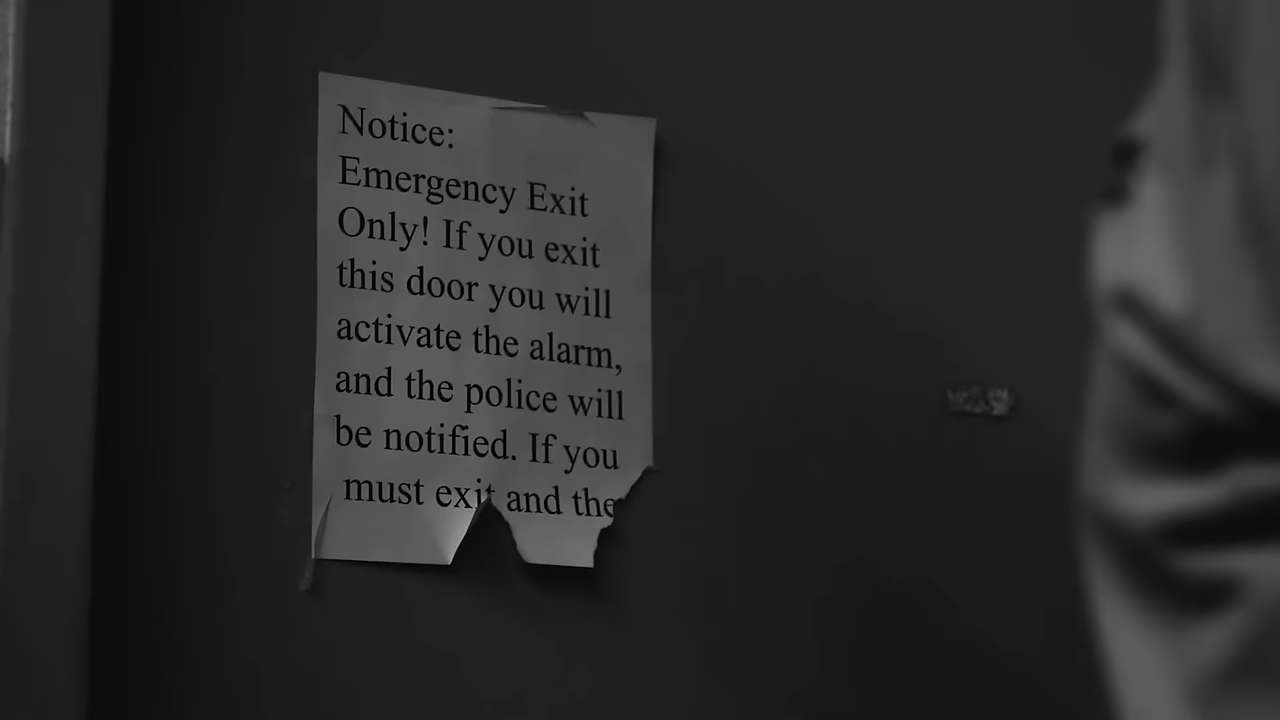 Notice:
Emergency Exit
Only! If you exit
this door you will
activate the alarm,
and the police will
be notified. If you
must exit and the